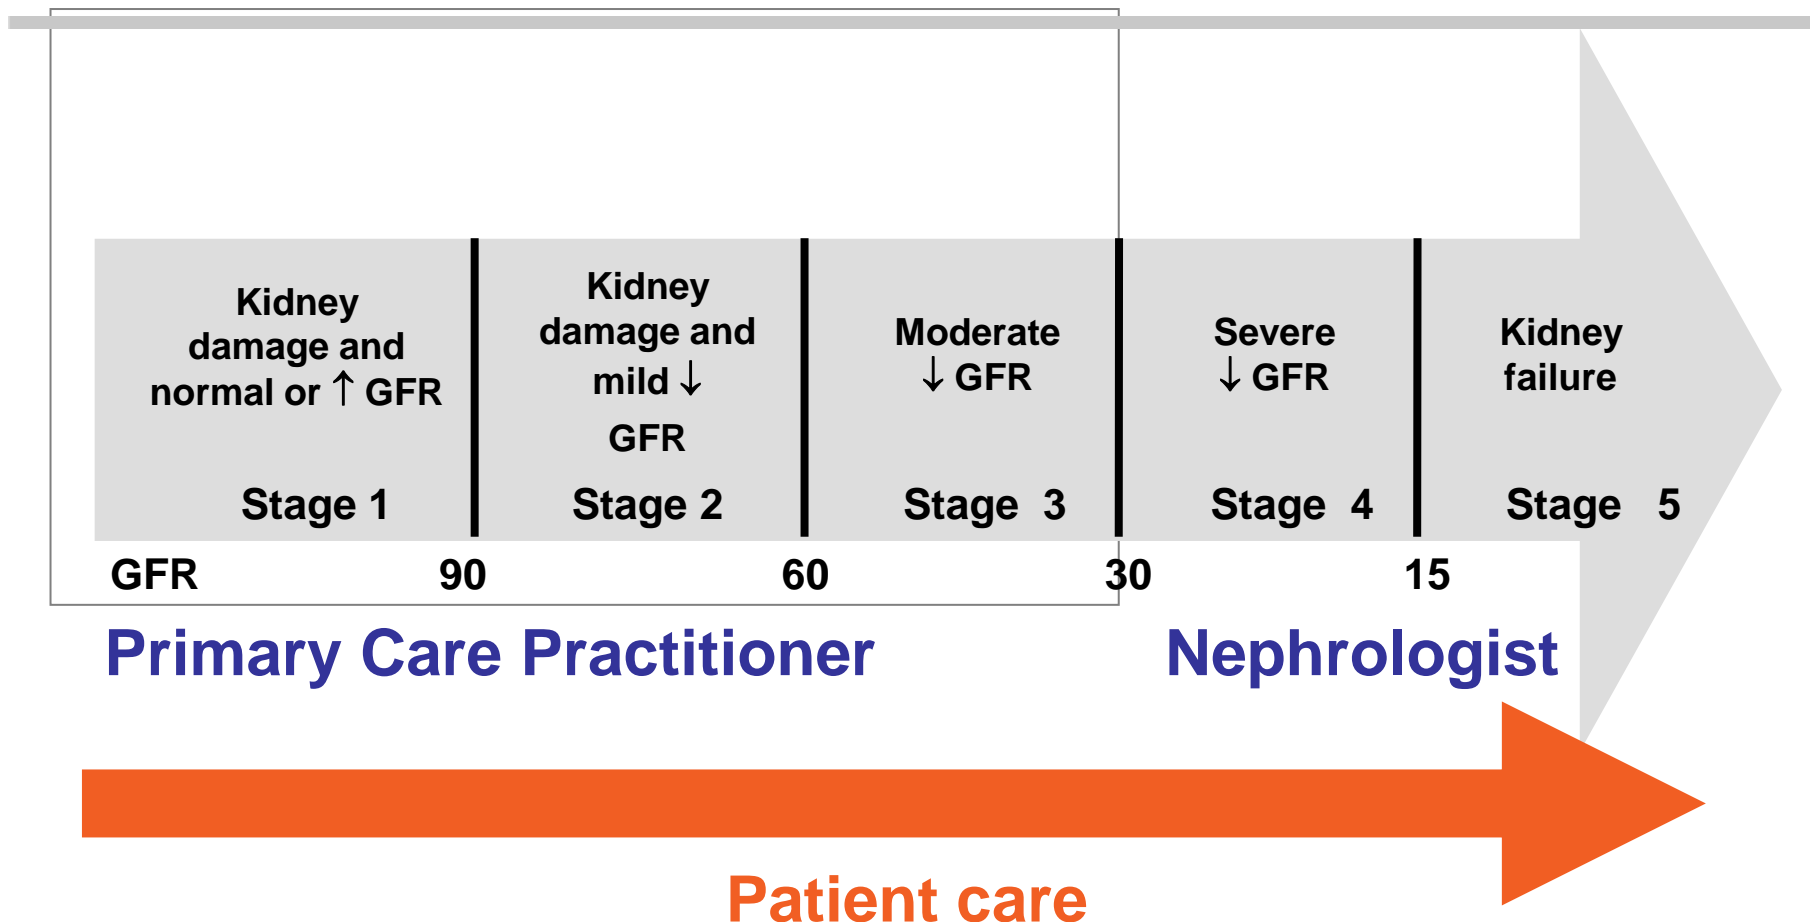 Kidney
damage and
normal or ↑ GFR
Stage 1
Kidney
damage and
mild ↓
GFR
Stage 2
Moderate
↓ GFR
Stage 3
Severe
↓ GFR
Stage 4
Kidney
failure
Stage 5
GFR 90 60 30 15
Primary Care Practitioner Nephrologist
Patient care